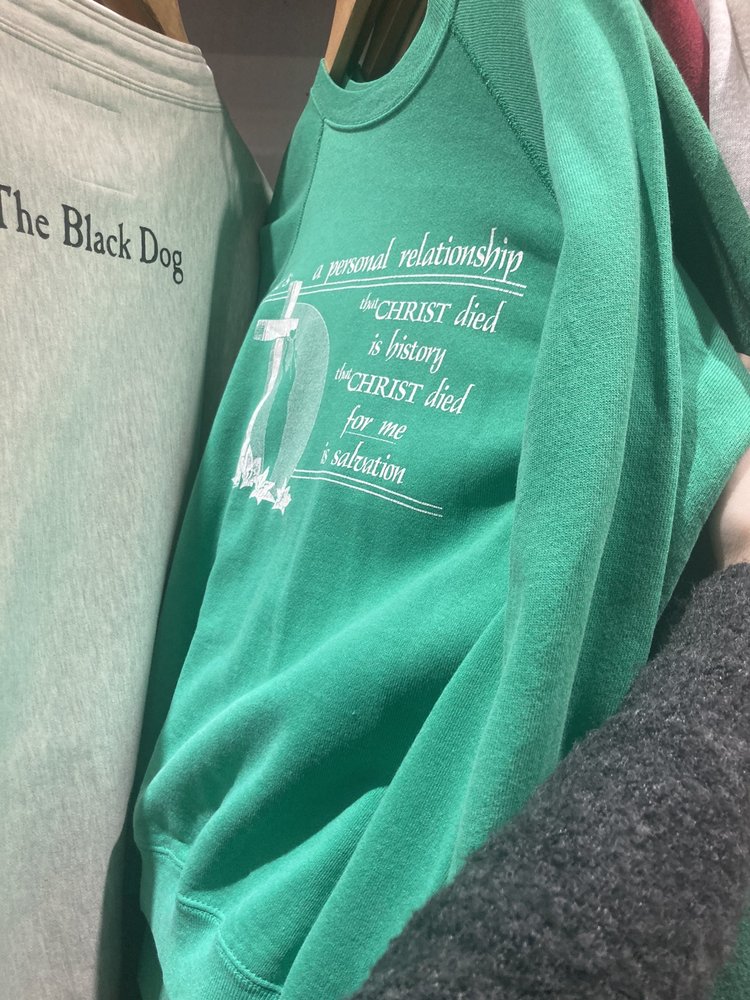 The Black Dog
a personal relationship
that CHRIST died
is history
that CHRIST died
for me
is salvation